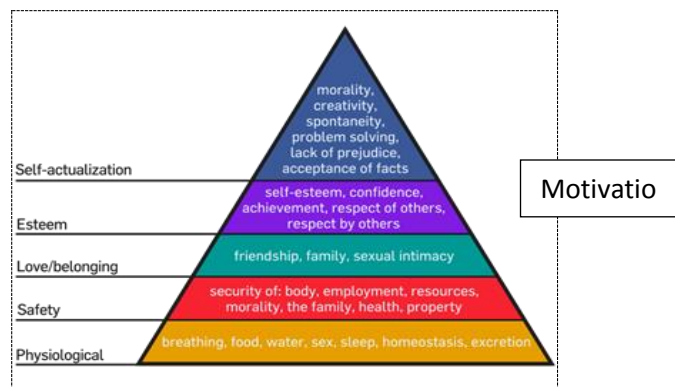 morality,
creativity,
spontaneity,
problem solving,
lack of prejudice,
acceptance of facts
Self-actualization
self-esteem, confidence,
achievement, respect of others,
respect by others
Esteem
friendship, family, sexual intimacy
Love/belonging
security of: body, employment, resources,
morality, the family, health, property
Safety
breathing, food, water, sex, sleep, homeostasis, excretion
Physiological
Motivatio